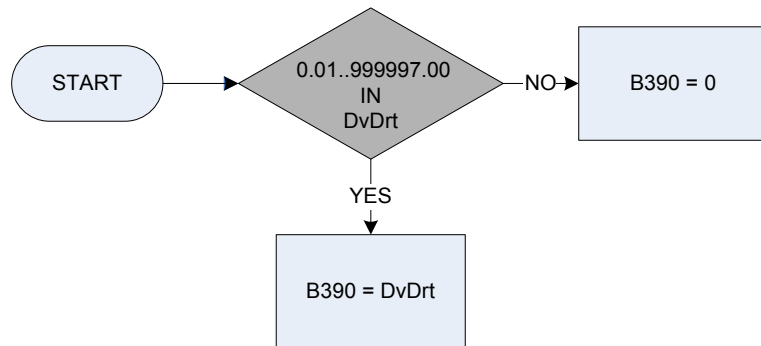 START
0.01..999997.00
IN
DvDrt
NO
B390 = 0
YES
B390 = DvDrt